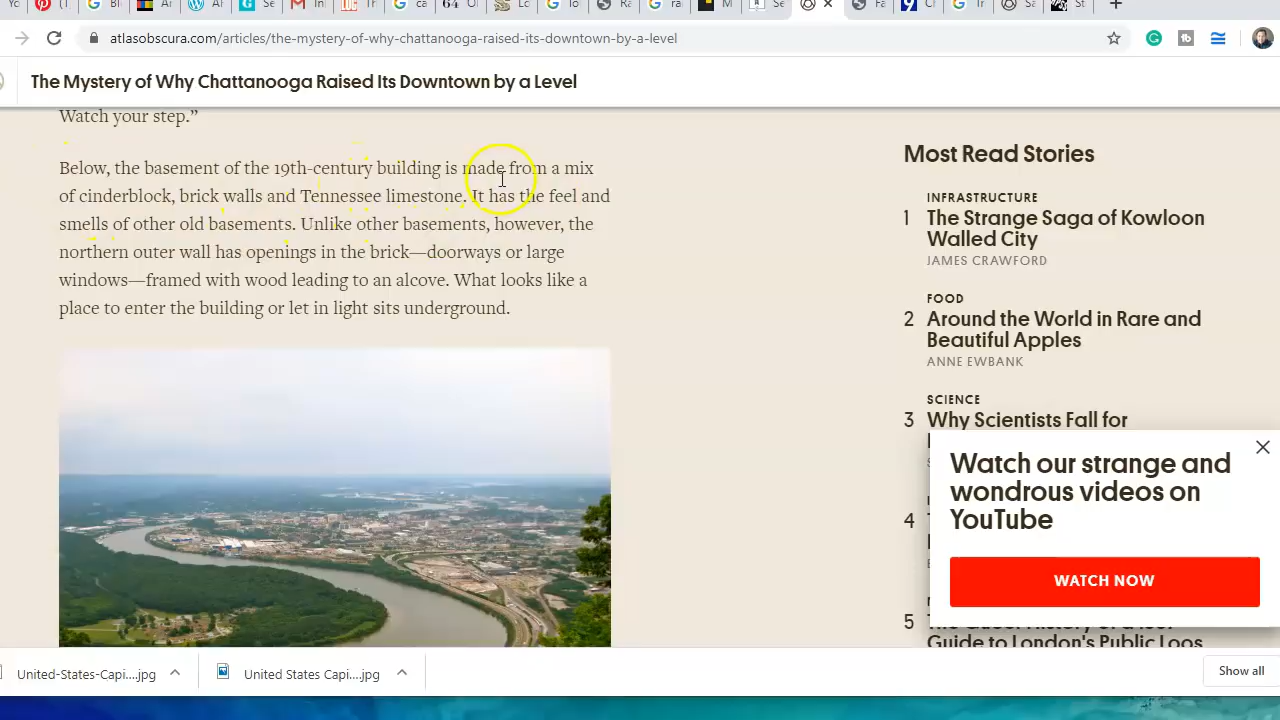 atlasobscura.com/articles/the-mystery-of-why-chattanooga-raised-its-downtown-by-a-level
The Mystery of Why Chattanooga Raised Its Downtown by a Level
Watch your step.”
Below, the basement of the 19th-century building is made from a mix
of cinderblock, brick walls and Tennessee limestone. It has the feel and
smells of other old basements. Unlike other basements, however, the
northern outer wall has openings in the brick—doorways or large
windows—framed with wood leading to an alcove. What looks like a
place to enter the building or let in light sits underground.
Most Read Stories
INFRASTRUCTURE
1 The Strange Saga of Kowloon
Walled City
JAMES CRAWFORD
FOOD
2 Around the World in Rare and
Beautiful Apples
ANNE EWBANK
SCIENCE
3 Why Scientists Fall for
4
5
Guide to London's Public Loos
Watch our strange and
wondrous videos on
YouTube
WATCH NOW
United-States-Capi....jpg
United States Capi....jpg
Show all